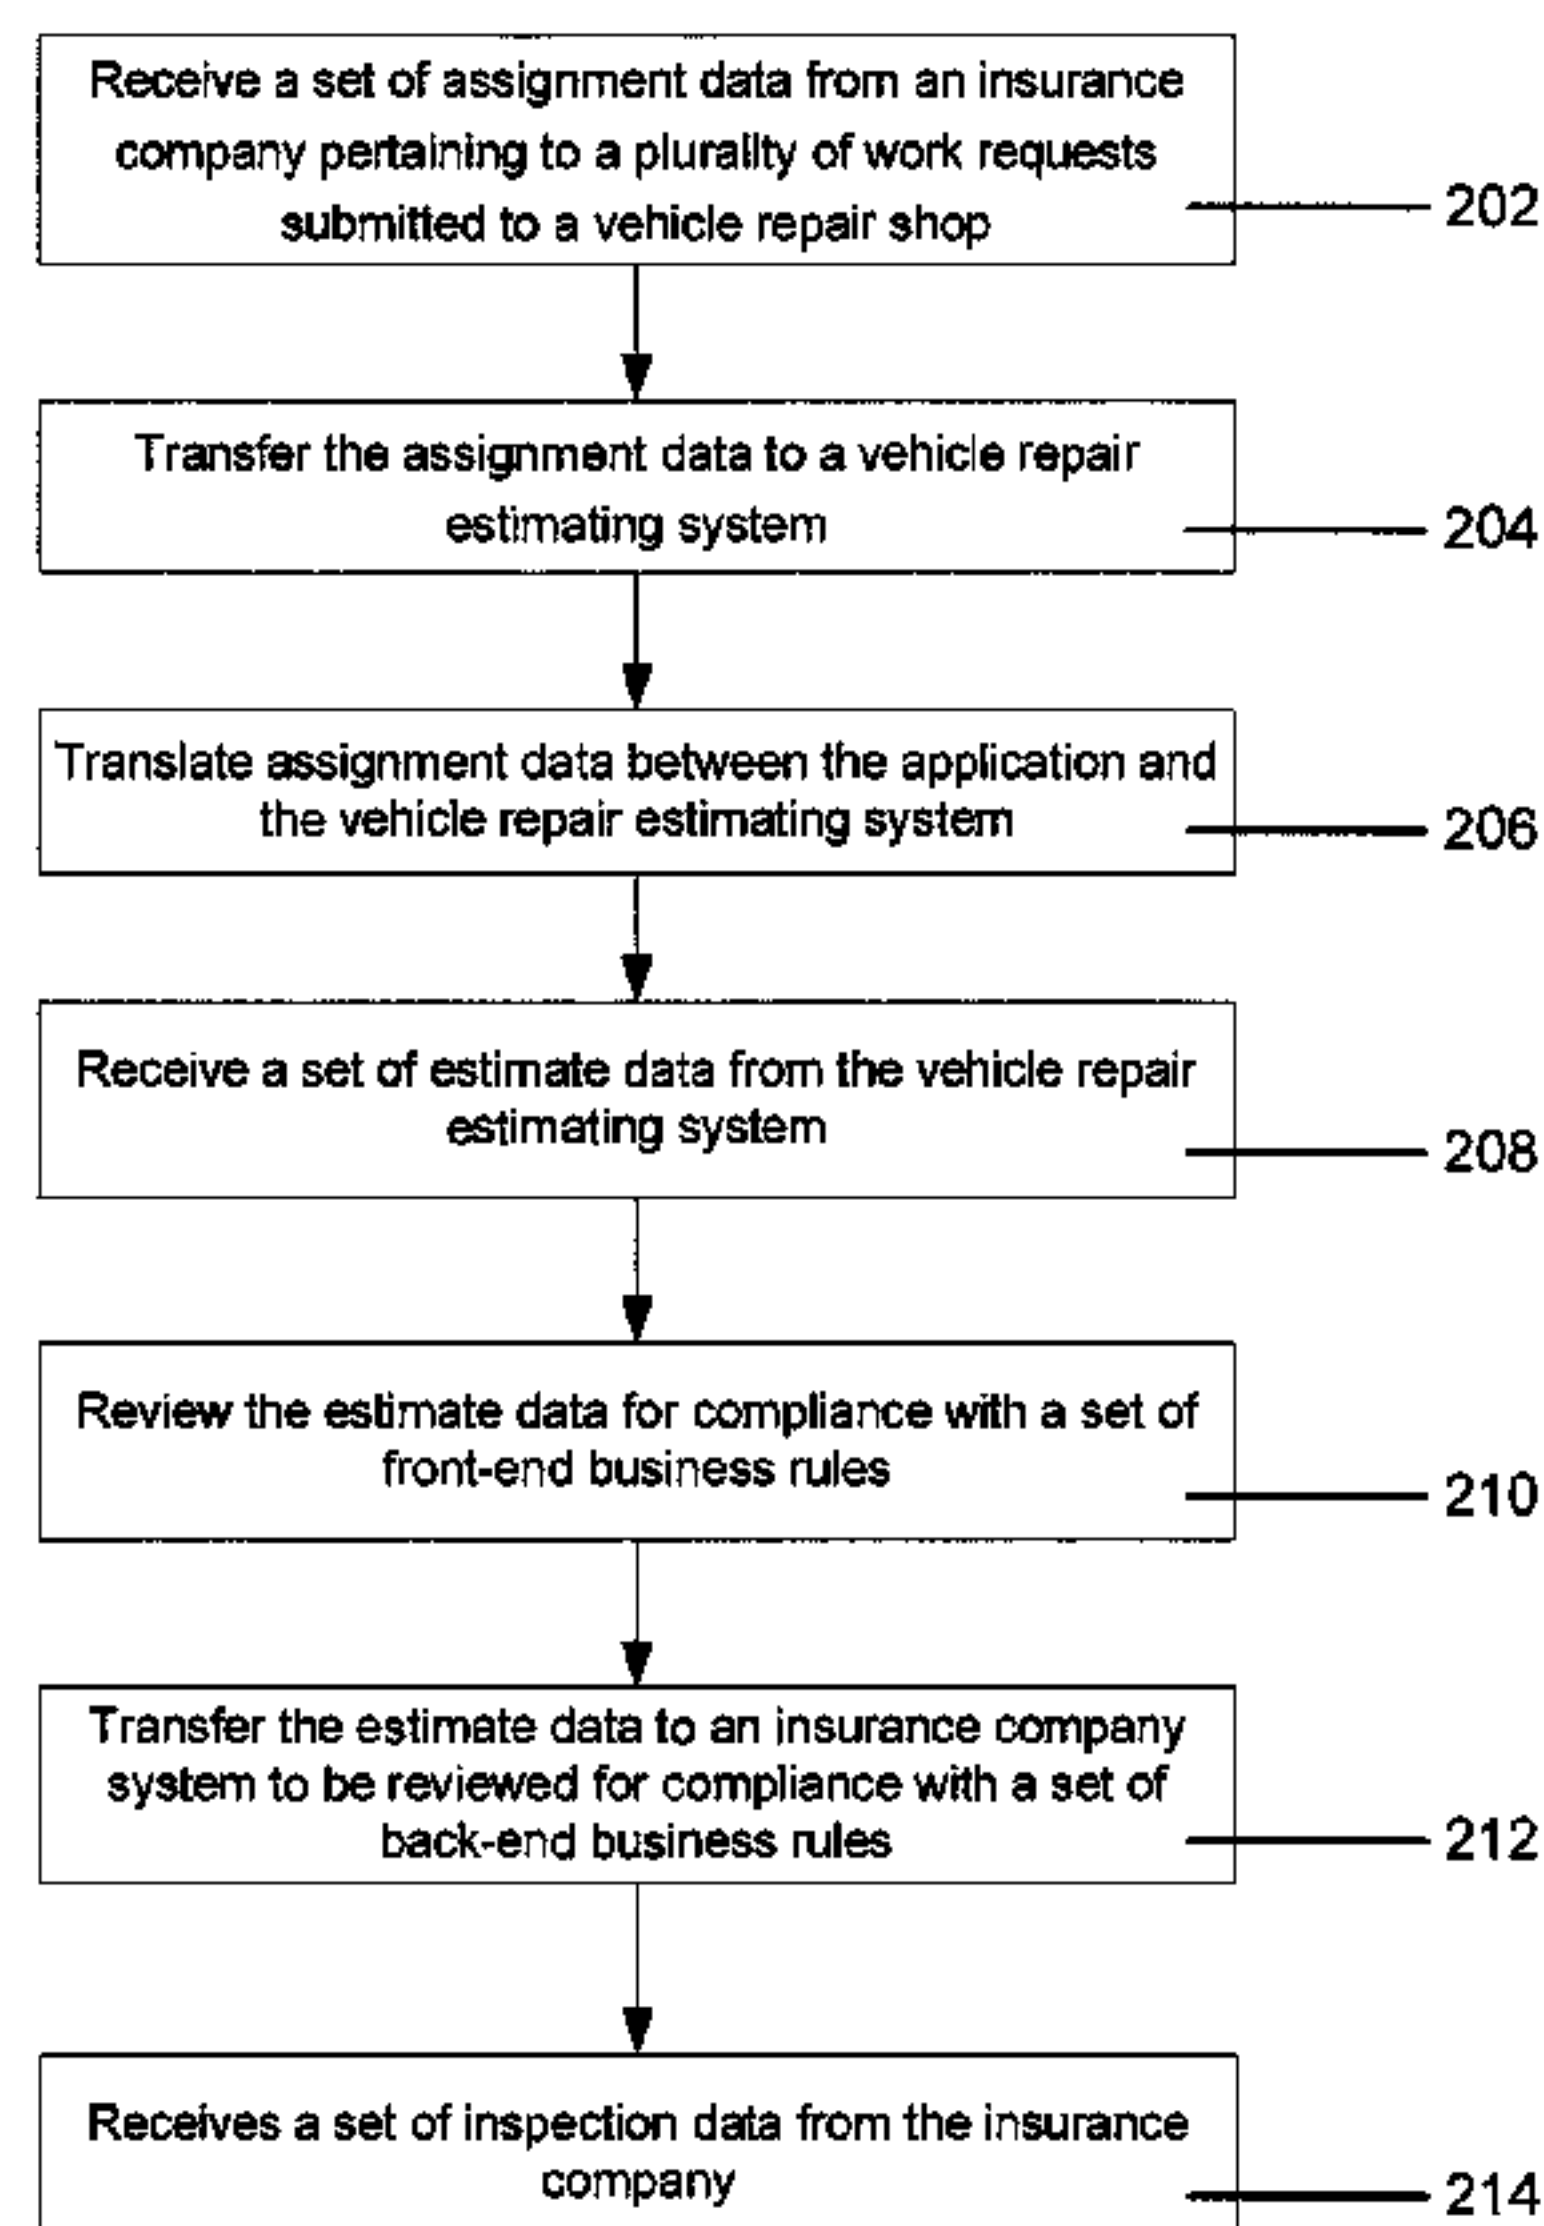 Receive a set of assignment data from an insurance
company pertaining to a plurality of work requests
submitted to a vehicle repair shop
202
Transfer the assignment data to a vehicle repair
estimating system
204
Translate assignment data between the application and
the vehicle repair estimating system
206
Receive a set of estimate data from the vehicle repair
estimating system
208
Review the estimate data for compliance with a set of
front-end business rules
210
Transfer the estimate data to an insurance company
system to be reviewed for compliance with a set of
back-end business rules
212
Receives a set of inspection data from the insurance
company
214